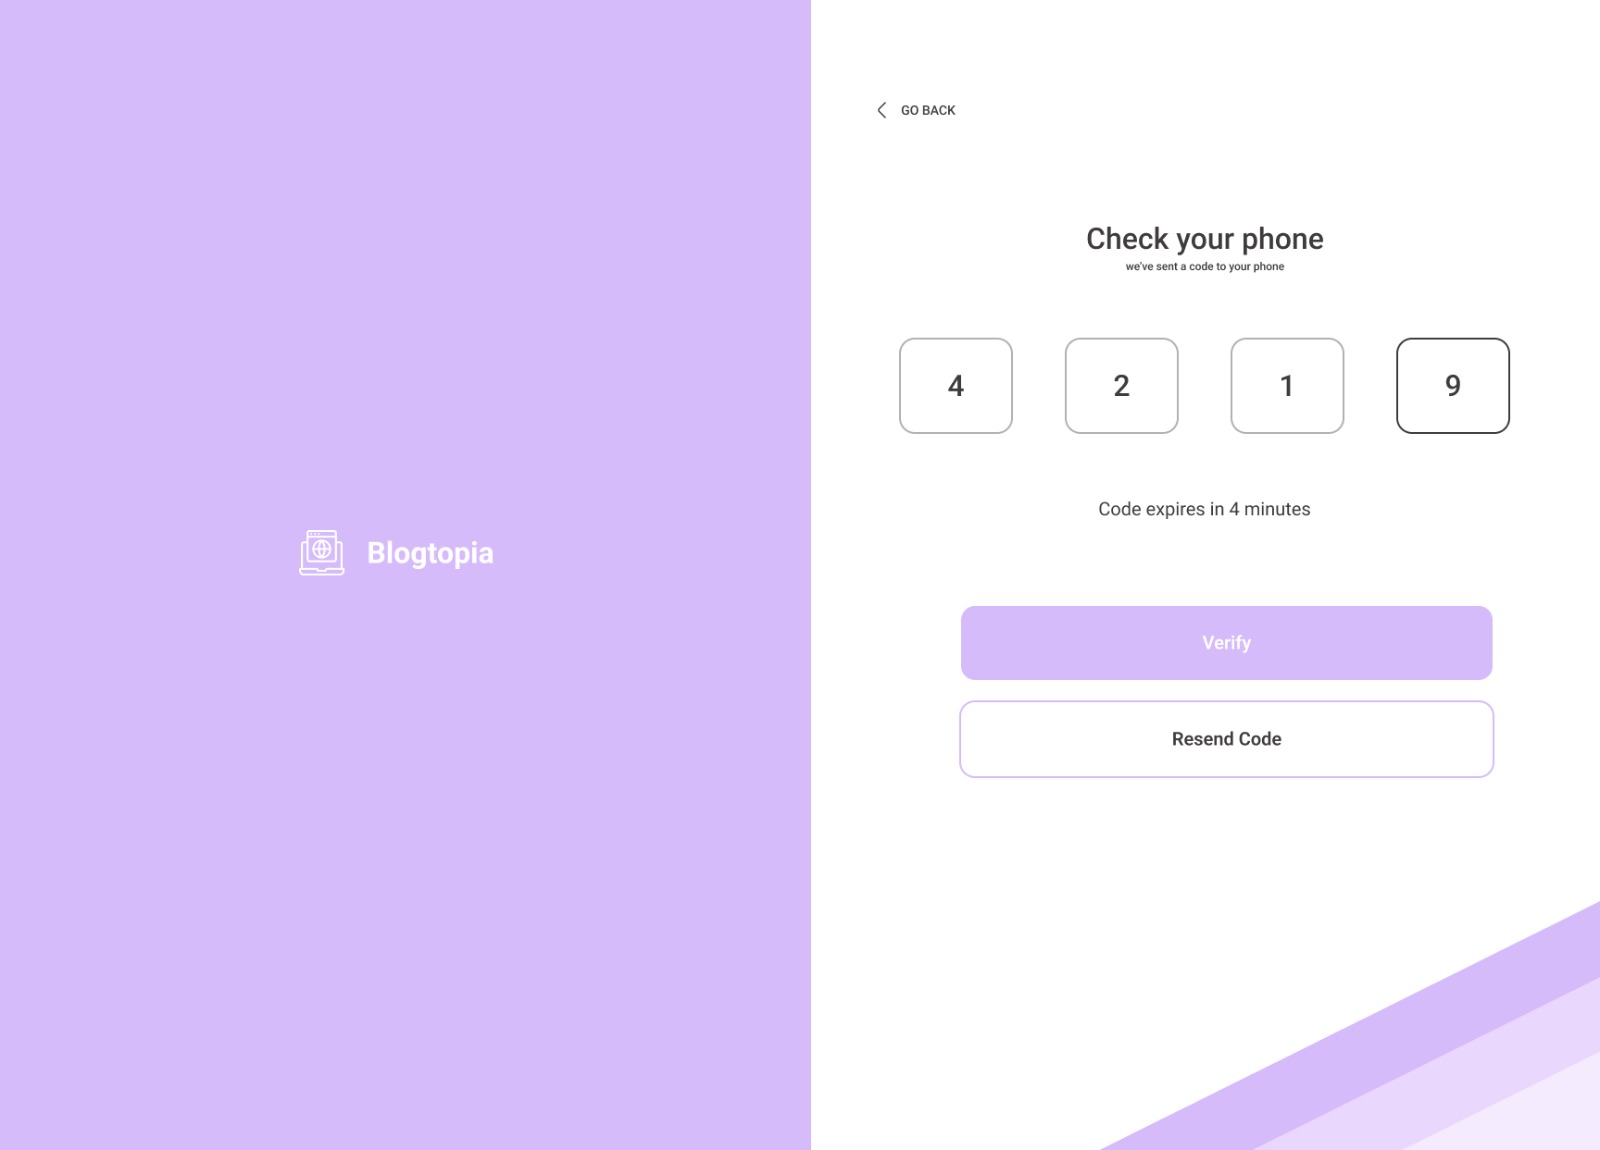 Blogtopia
GO BACK
Check your phone
we've sent a code to your phone
4 2 1 9
Code expires in 4 minutes
Verify
Resend Code